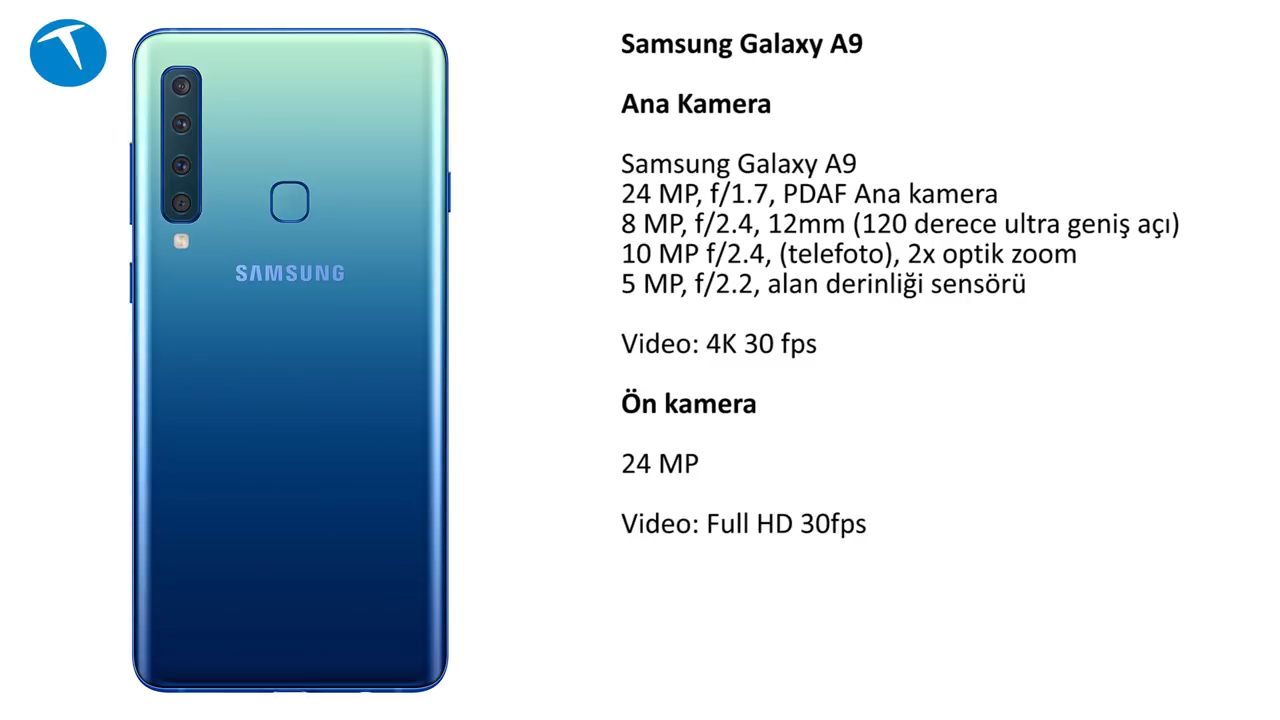 Samsung Galaxy A9
Ana Kamera
Samsung Galaxy A9
24 MP, f/1.7, PDAF Ana kamera
8 MP, f/2.4, 12mm (120 derece ultra geniş açı)
10 MP f/2.4, (telefoto), 2x optik zoom
5 MP, f/2.2, alan derinliği sensörü
Video: 4K 30 fps
Ön kamera
24 MP
Video: Full HD 30fps
SAMSUNG